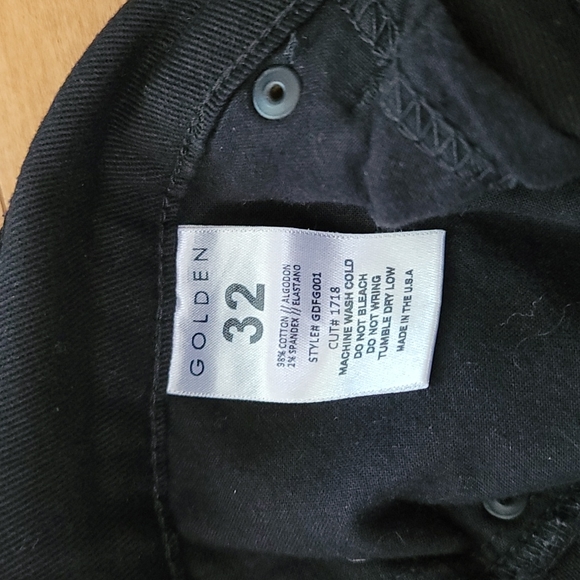 GOLDEN
32
98% COTTON // ALGODON
2% SPANDEX // ELASTANO
STYLE# GDFG001
CUT# 1718
MACHINE WASH COLD
DO NOT BLEACH
DO NOT WRING
TUMBLE DRY LOW
MADE IN THE U.S.A